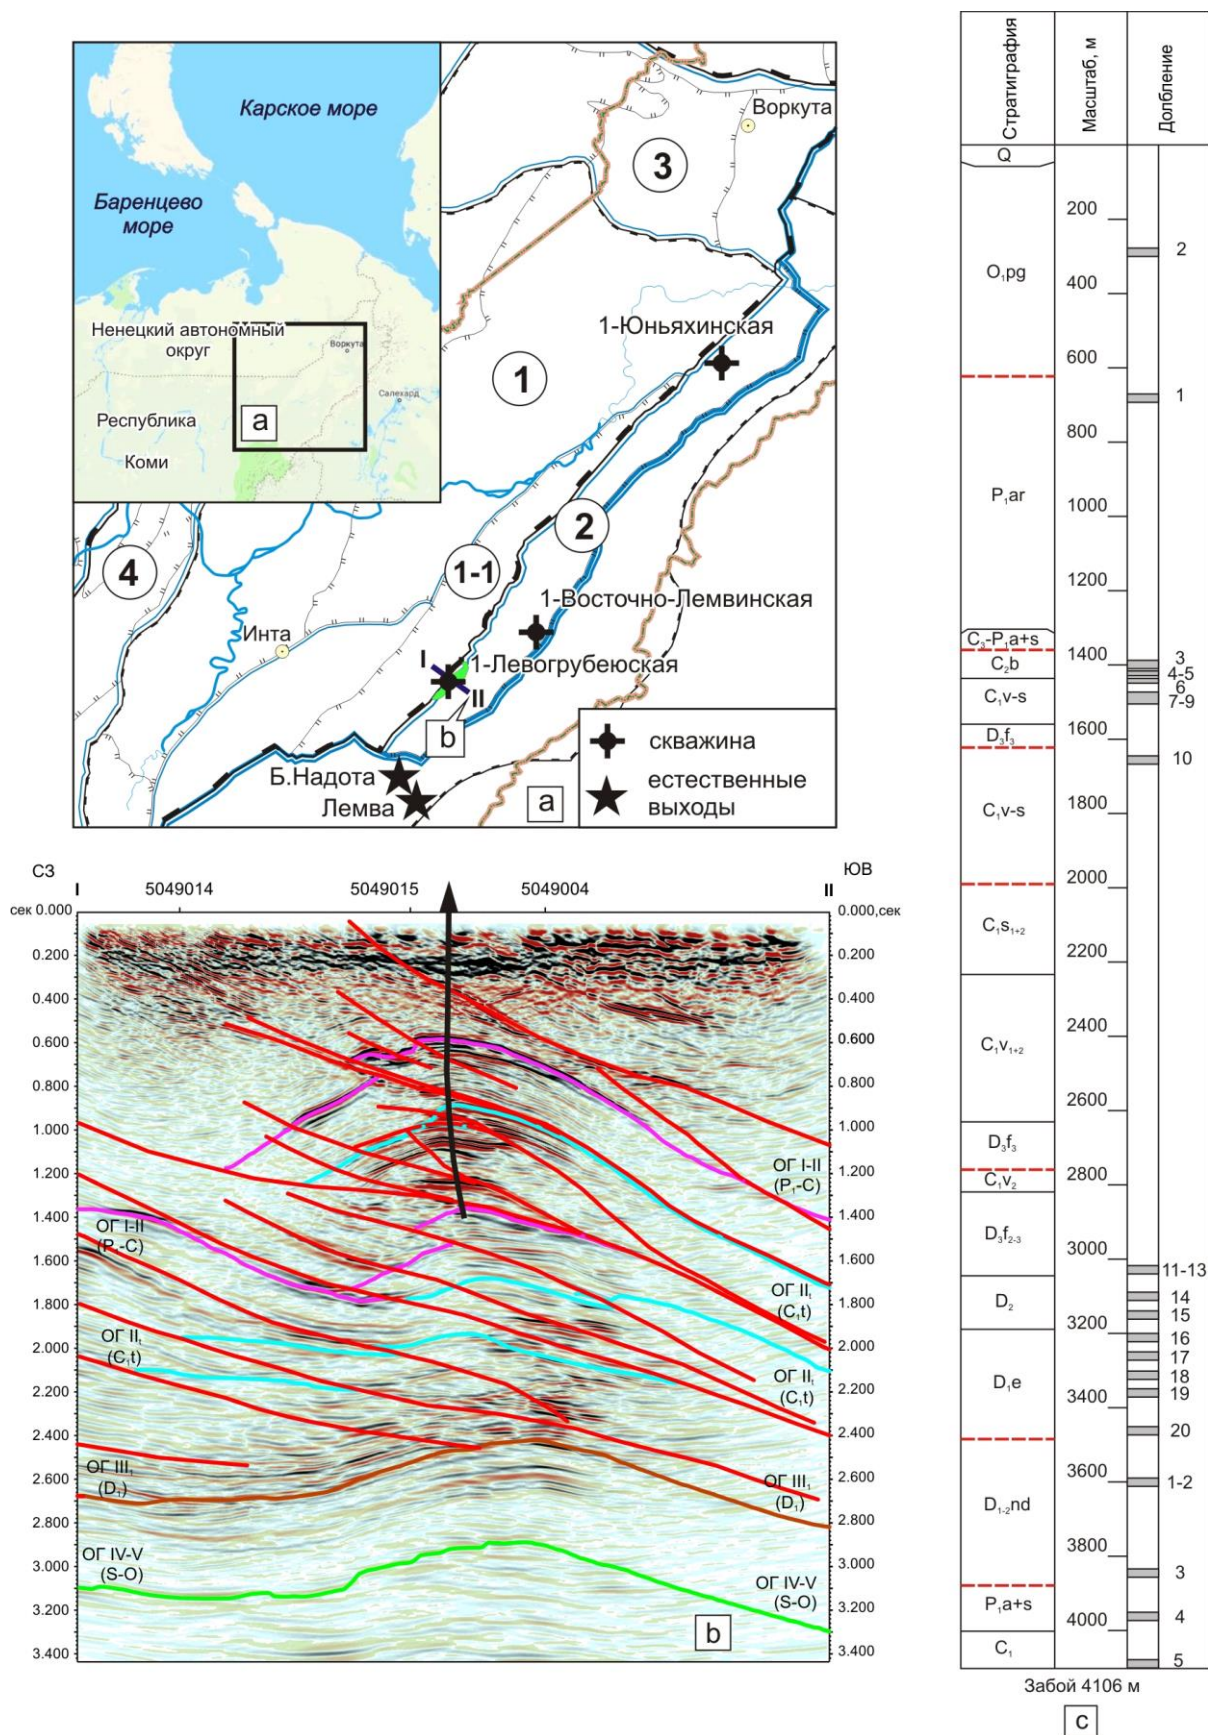 Карское море
Баренцево
море
Ненецкий автономный
округ
Воркута
Салехард
Республика
Коми
a
Воркута
3
1-Юньяхинская
1
2
1-1
4
1-Восточно-Лемвинская
Инта
I
1-Левогрубеюская
II
b
Б.Надота
Лемва
a
скважина
естественные
выходы
СЗ
ЮВ
I
5049014
5049015
5049004
II
сек 0.000
0.000,сек
0.200
0.200
0.400
0.400
0.600
0.600
0.800
0.800
1.000
1.000
1.200
1.200
1.400
1.400
1.600
1.600
1.800
1.800
2.000
2.000
2.200
2.200
2.400
2.400
2.600
2.600
2.800
2.800
3.000
3.000
3.200
3.200
3.400
3.400
ОГ I-II
(P₁-C)
ОГ I-II
(P₁-C)
ОГ IIt
(C₁t)
ОГ IIt
(C₁t)
ОГ IIt
(C₁t)
ОГ III₁
(D₁)
ОГ III₁
(D₁)
ОГ IV-V
(S-O)
ОГ IV-V
(S-O)
b
Стратиграфия
Масштаб, м
Долбление
Q
200
2
O₁pg
400
600
1
800
P₁ar
1000
1200
C₃-P₁a+s
1400
3
C₂b
4-5
6
C₁v-s
7-9
1600
D₃f₃
10
C₁v-s
1800
2000
C₁s₁₊₂
2200
C₁v₁₊₂
2400
2600
D₃f₃
C₁v₂
2800
D₃f₂₋₃
3000
11-13
D₂
14
15
3200
16
17
D₁e
18
3400
19
20
3600
1-2
D₁₋₂nd
3800
3
P₁a+s
4000
4
C₁
5
Забой 4106 м
c